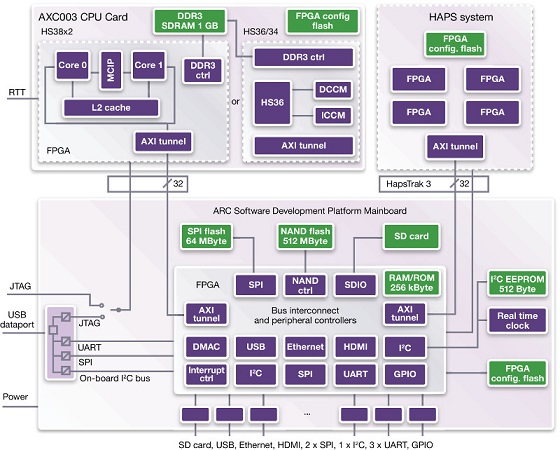 AXC003 CPU Card
HS38x2
DDR3
SDRAM 1 GB
FPGA config
flash
HS36/34
Core 0
MCIP
Core 1
DDR3
ctrl
L2 cache
RTT
AXI tunnel
FPGA
or
DDR3 ctrl
HS36
DCCM
ICCM
AXI tunnel
HAPS system
FPGA
config. flash
FPGA
FPGA
FPGA
FPGA
AXI tunnel
32
HapsTrak 3
32
ARC Software Development Platform Mainboard
SPI flash
64 MByte
NAND flash
512 MByte
SD card
FPGA
SPI
NAND
ctrl
SDIO
RAM/ROM
256 kByte
I²C EEPROM
512 Byte
JTAG
USB
dataport
JTAG
UART
SPI
On-board I²C bus
Power
AXI
tunnel
Bus interconnect
and peripheral controllers
AXI
tunnel
Real time
clock
DMAC
USB
Ethernet
HDMI
I²C
Interrupt
ctrl
I²C
SPI
UART
GPIO
FPGA
config. flash
...
SD card, USB, Ethernet, HDMI, 2 x SPI, 1 x I²C, 3 x UART, GPIO